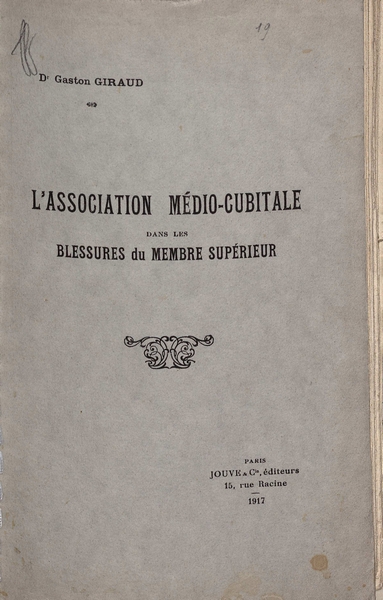 19
Dr Gaston GIRAUD
L'ASSOCIATION MÉDIO-CUBITALE
DANS LES
BLESSURES du MEMBRE SUPÉRIEUR
PARIS
JOUVE & Cie, éditeurs
15, rue Racine
1917